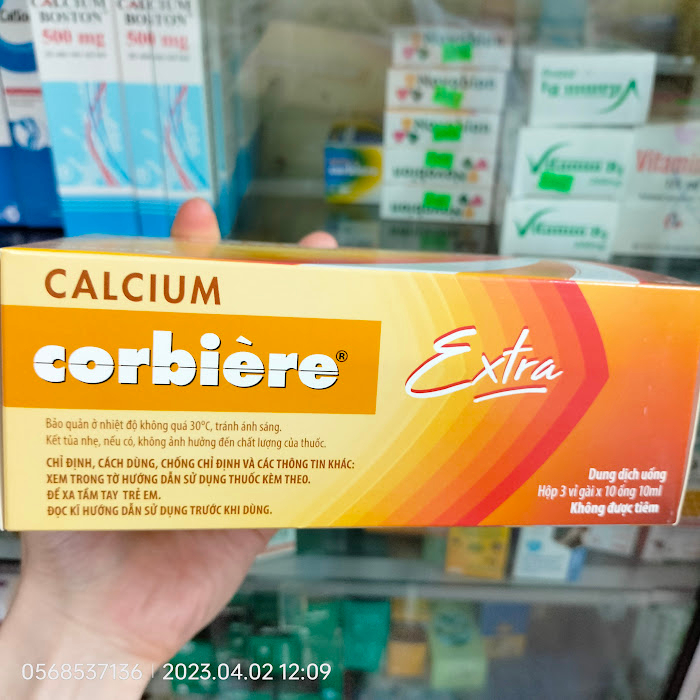 CALCIUM
BOSTON
500 mg
CALCIUM
BOSTON
500 mg
Vitamin B1
CALCIUM
corbière®
Extra
Bảo quản ở nhiệt độ không quá 30°C, tránh ánh sáng.
Kết tủa nhẹ, nếu có, không ảnh hưởng đến chất lượng của thuốc.
CHỈ ĐỊNH, CÁCH DÙNG, CHỐNG CHỈ ĐỊNH VÀ CÁC THÔNG TIN KHÁC:
XEM TRONG TỜ HƯỚNG DẪN SỬ DỤNG THUỐC KÈM THEO.
ĐỂ XA TẦM TAY TRẺ EM.
ĐỌC KĨ HƯỚNG DẪN SỬ DỤNG TRƯỚC KHI DÙNG.
Dung dịch uống
Hộp 3 vỉ gài x 10 ống 10ml
Không được tiêm
0568537136 | 2023.04.02 12:09